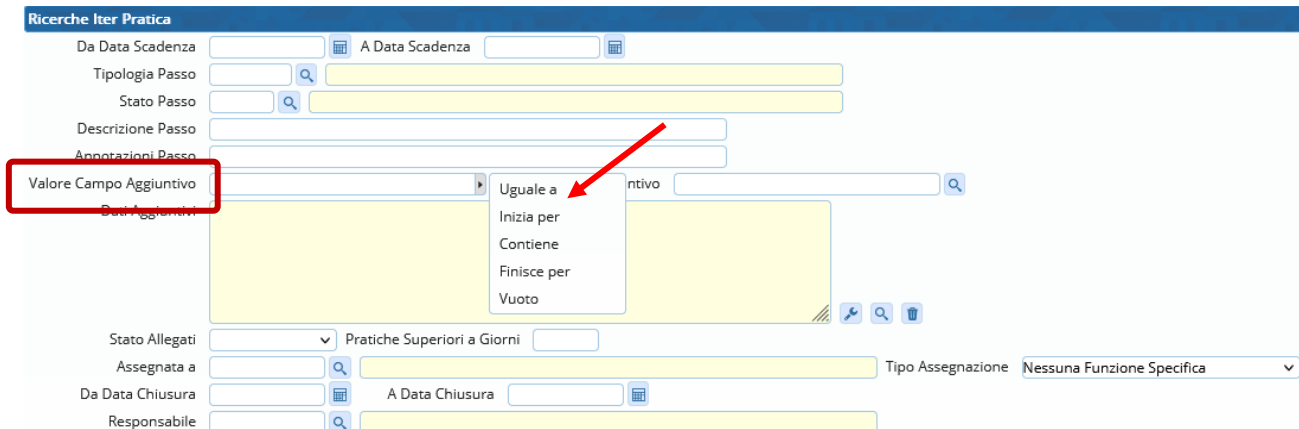 Ricerche Iter Pratica
Da Data Scadenza A Data Scadenza
Tipologia Passo
Stato Passo
Descrizione Passo
Annotazioni Passo
Valore Campo Aggiuntivo ntivo
Uguale a
Inizia per
Contiene
Finisce per
Vuoto
Dati Aggiuntivi
Stato Allegati Pratiche Superiori a Giorni
Assegnata a Tipo Assegnazione Nessuna Funzione Specifica
Da Data Chiusura A Data Chiusura
Responsabile